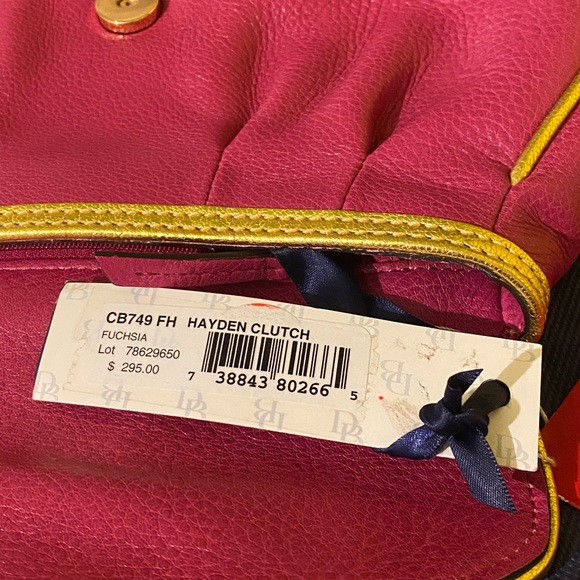 CB749 FH HAYDEN CLUTCH
FUCHSIA
Lot 78629650
$ 295.00
7 38843 80266 5